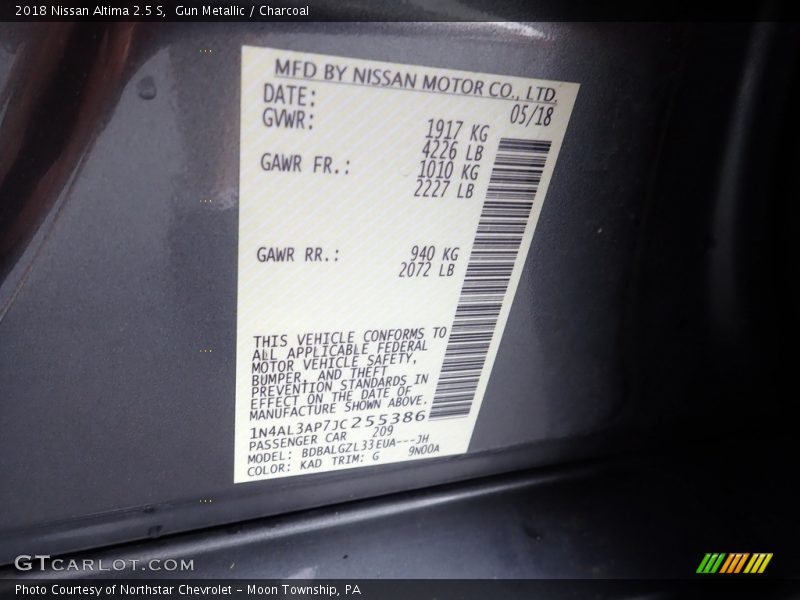 2018 Nissan Altima 2.5 S,  Gun Metallic / Charcoal
MFD BY NISSAN MOTOR CO., LTD.
DATE: 05/18
GVWR: 1917 KG
4226 LB
GAWR FR.: 1010 KG
2227 LB
GAWR RR.: 940 KG
2072 LB
THIS VEHICLE CONFORMS TO
ALL APPLICABLE FEDERAL
MOTOR VEHICLE SAFETY,
BUMPER, AND THEFT
PREVENTION STANDARDS IN
EFFECT ON THE DATE OF
MANUFACTURE SHOWN ABOVE.
1N4AL3AP7JC255386
PASSENGER CAR 209
MODEL: BDBALGZL33EUA---JH
COLOR: KAD TRIM: G 9N00A
GTCARLOT.COM
Photo Courtesy of Northstar Chevrolet – Moon Township, PA